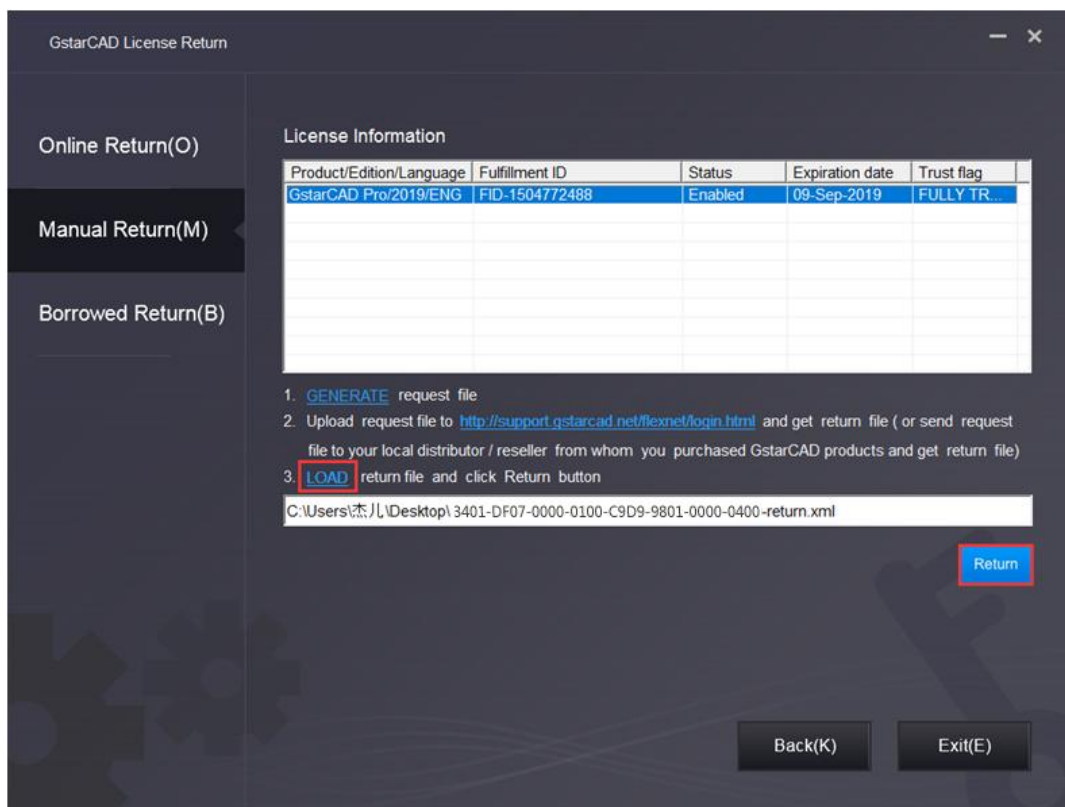 GstarCAD License Return
Online Return(O)
Manual Return(M)
Borrowed Return(B)
License Information
Product/Edition/Language Fulfillment ID Status Expiration date Trust flag
GstarCAD Pro/2019/ENG FID-1504772488 Enabled 09-Sep-2019 FULLY TR...
1. GENERATE request file
2. Upload request file to http://support.gstarcad.net/flexnet/login.html and get return file ( or send request
file to your local distributor / reseller from whom you purchased GstarCAD products and get return file)
3. LOAD return file and click Return button
C:\Users\杰儿\Desktop\ 3401-DF07-0000-0100-C9D9-9801-0000-0400-return.xml
Return
Back(K) Exit(E)